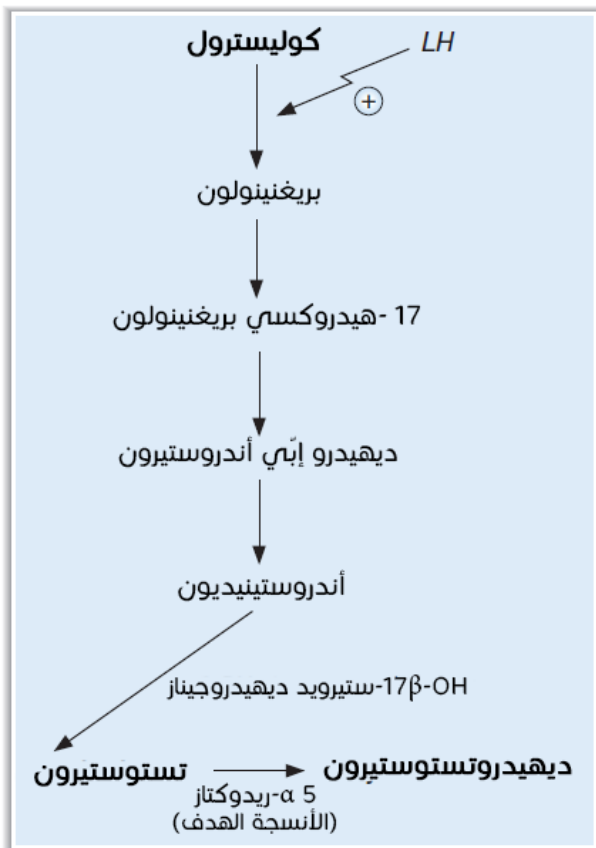 كوليسترول
LH
+
بريغنينولون
17 - هيدروكسي بريغنينولون
ديهيدرو إبّي أندروستيرون
أندروستينيديون
17β-OH-ستيرويد ديهيدروجيناز
تستوستيرون
ديهيدروتستوستيرون
5 α-ريدوكتاز
(الأنسجة الهدف)